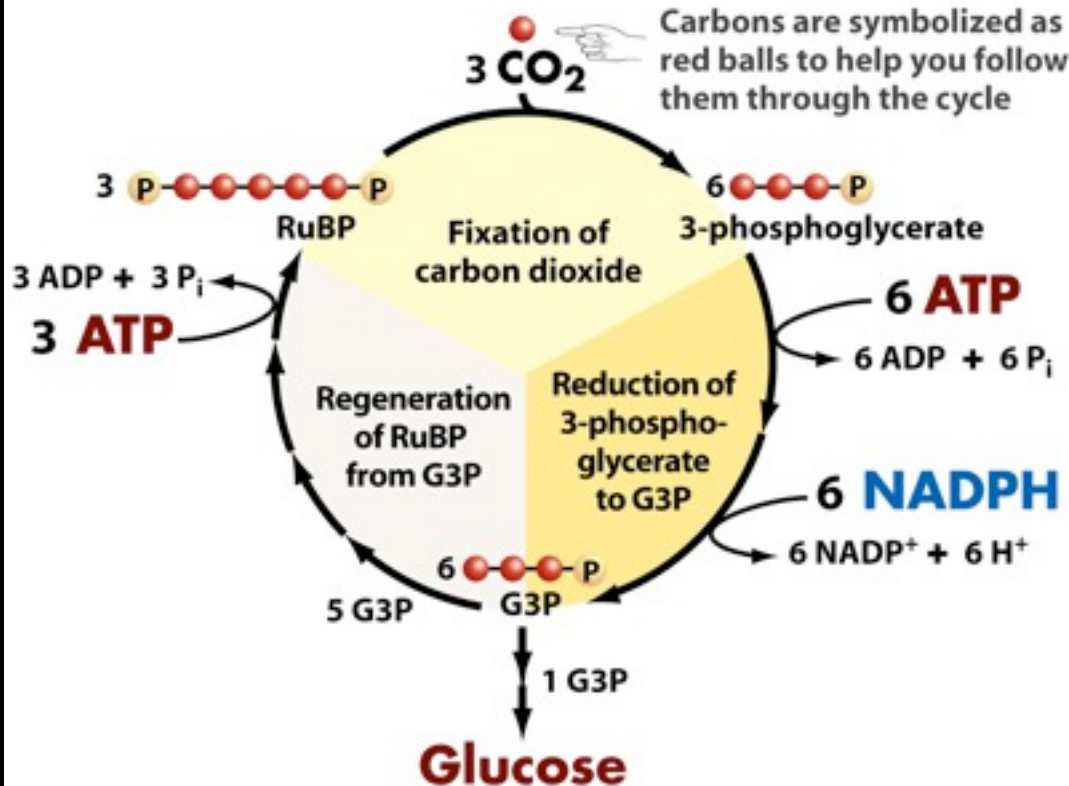 Carbons are symbolized as
red balls to help you follow
them through the cycle
3 CO₂
3 P P
RuBP
6 P
3-phosphoglycerate
Fixation of
carbon dioxide
3 ADP + 3 Pᵢ
3 ATP
6 ATP
6 ADP + 6 Pᵢ
Regeneration
of RuBP
from G3P
Reduction of
3-phospho-
glycerate
to G3P
6 NADPH
6 NADP⁺ + 6 H⁺
6 P
G3P
5 G3P
1 G3P
Glucose